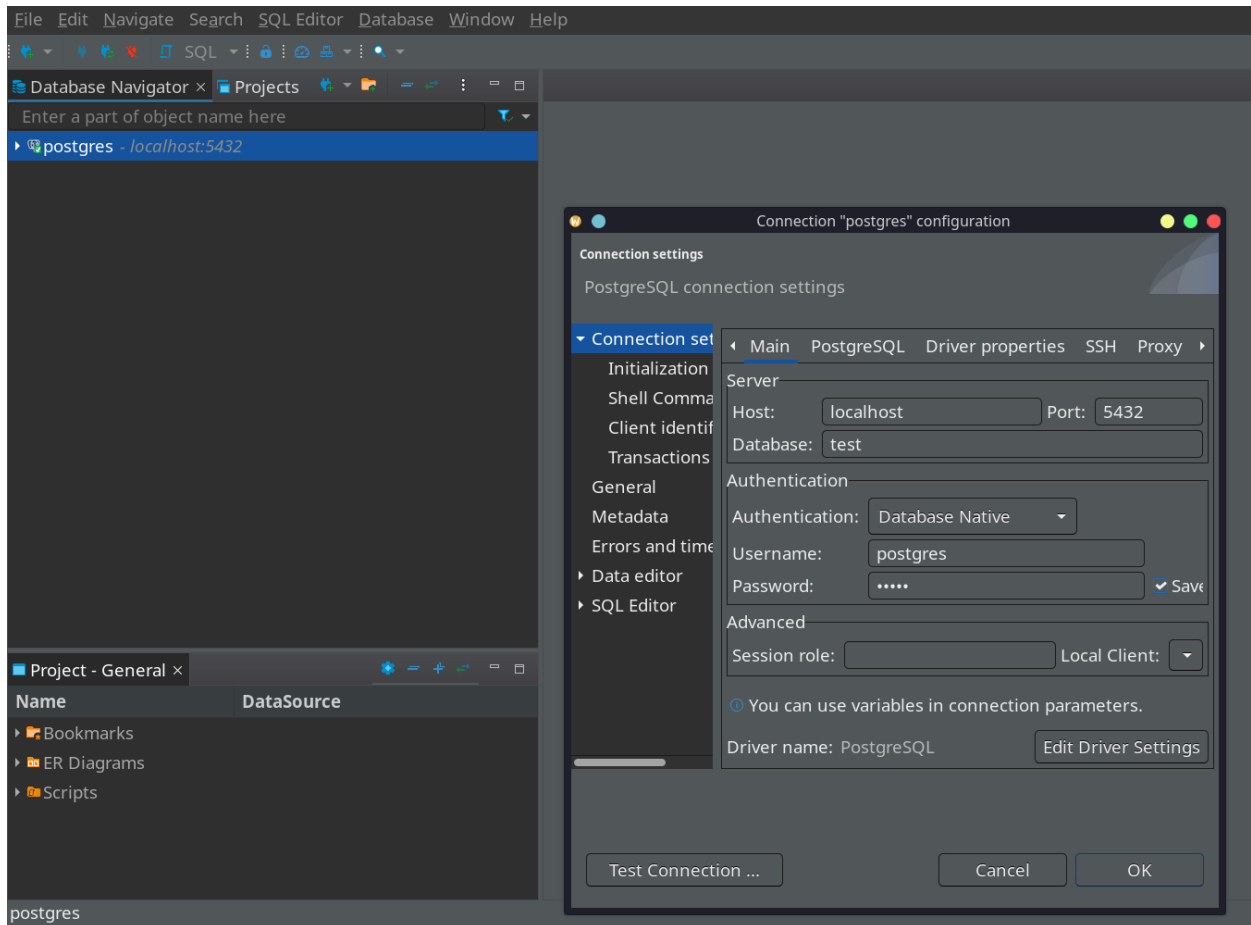 File Edit Navigate Search SQL Editor Database Window Help
SQL
Database Navigator Projects
Enter a part of object name here
postgres - localhost:5432
Connection "postgres" configuration
Connection settings
PostgreSQL connection settings
Connection set
Initialization
Shell Comma
Client identif
Transactions
General
Metadata
Errors and time
Data editor
SQL Editor
Main PostgreSQL Driver properties SSH Proxy
Server
Host: localhost Port: 5432
Database: test
Authentication
Authentication: Database Native
Username: postgres
Password: ••••• Save
Advanced
Session role: Local Client:
You can use variables in connection parameters.
Driver name: PostgreSQL Edit Driver Settings
Test Connection ... Cancel OK
Project - General
Name DataSource
Bookmarks
ER Diagrams
Scripts
postgres